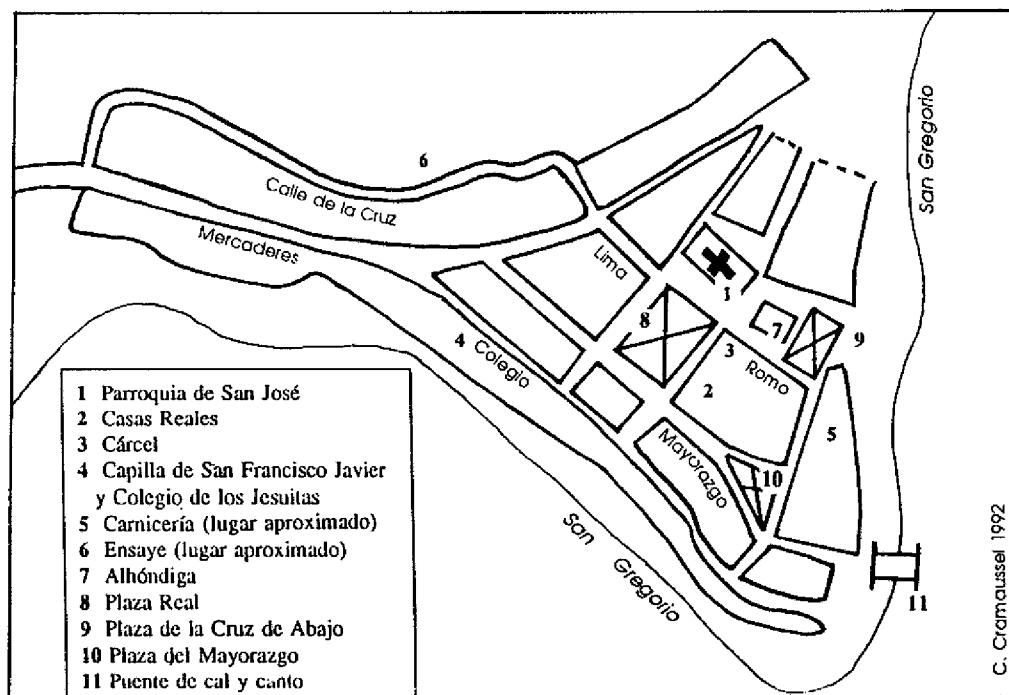 San Gregorio
6
Calle de la Cruz
Mercaderes
Lima
1
8
7
9
4
Colegio
3
Romo
2
5
Mayorazgo
10
San Gregorio
11
1 Parroquia de San José
2 Casas Reales
3 Cárcel
4 Capilla de San Francisco Javier
y Colegio de los Jesuitas
5 Carnicería (lugar aproximado)
6 Ensaye (lugar aproximado)
7 Alhóndiga
8 Plaza Real
9 Plaza de la Cruz de Abajo
10 Plaza del Mayorazgo
11 Puente de cal y canto
C. Cramaussel 1992